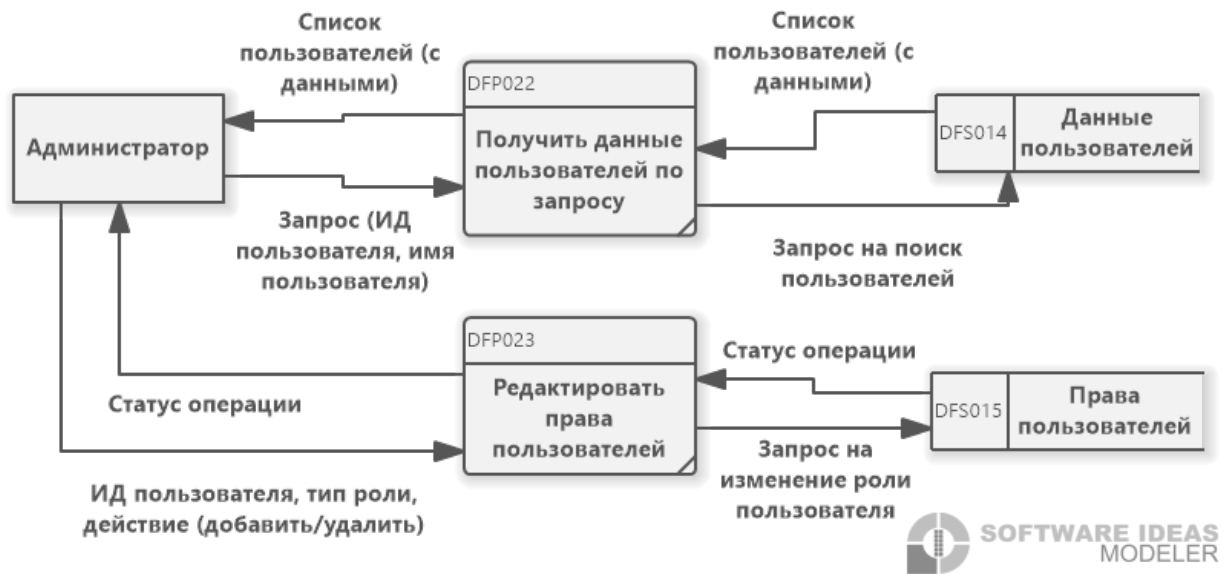 Список
пользователей (с
данными)
Список
пользователей (с
данными)
DFP022
Получить данные
пользователей по
запросу
Администратор
DFS014
Данные
пользователей
Запрос (ИД
пользователя, имя
пользователя)
Запрос на поиск
пользователей
DFP023
Редактировать
права
пользователей
Статус операции
Статус операции
DFS015
Права
пользователей
Запрос на
изменение роли
пользователя
ИД пользователя, тип роли,
действие (добавить/удалить)
SOFTWARE IDEAS
MODELER